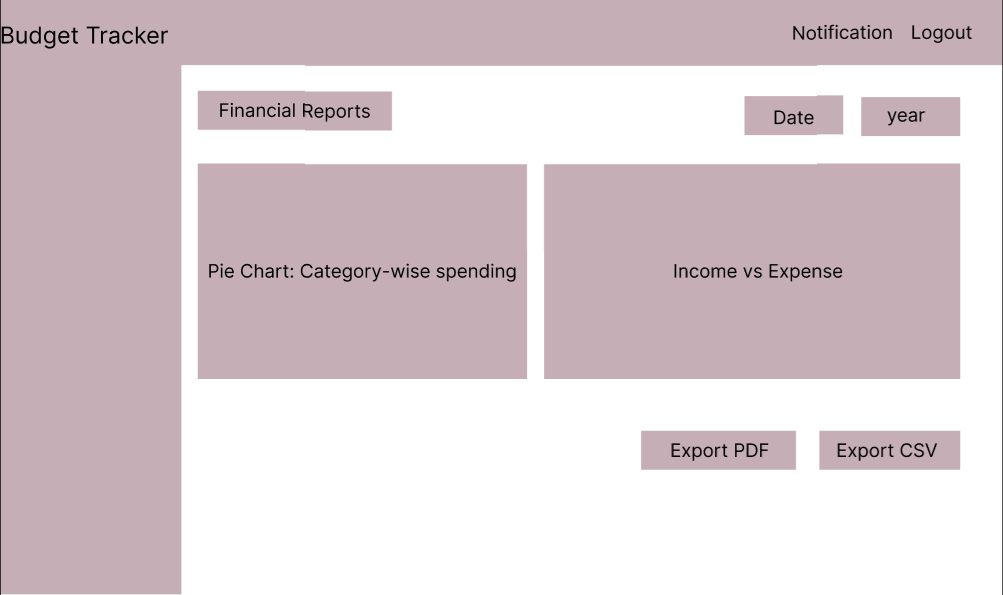 Budget Tracker
Notification
Logout
Financial Reports
Date
year
Pie Chart: Category-wise spending
Income vs Expense
Export PDF
Export CSV